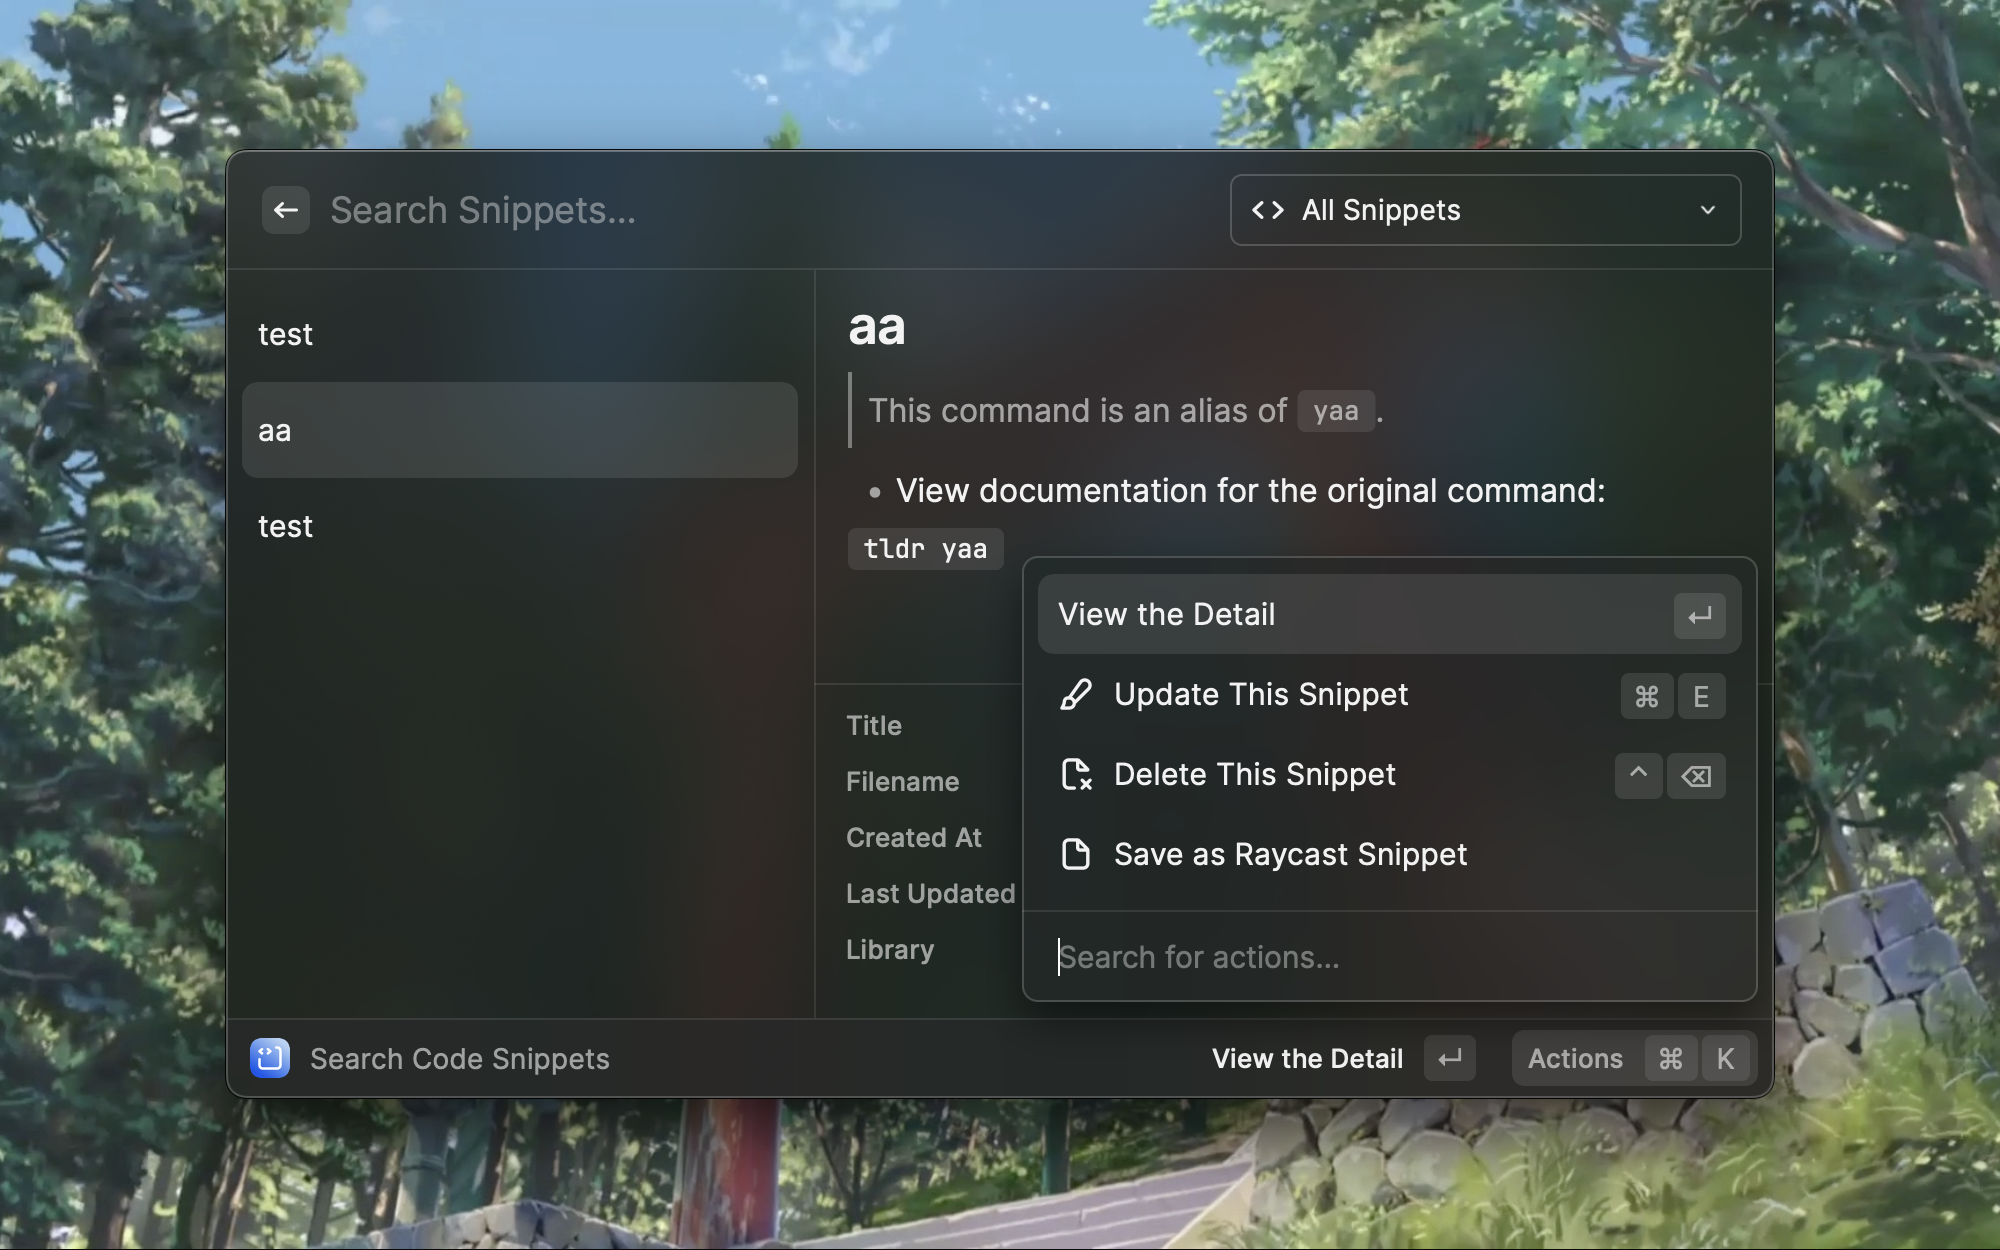 Search Snippets...
All Snippets
test
aa
test
aa
This command is an alias of yaa.
• View documentation for the original command:
tldr yaa
Title
Filename
Created At
Last Updated
Library
View the Detail ↵
Update This Snippet ⌘ E
Delete This Snippet ^ ⌫
Save as Raycast Snippet
Search for actions...
Search Code Snippets
View the Detail ↵ Actions ⌘ K